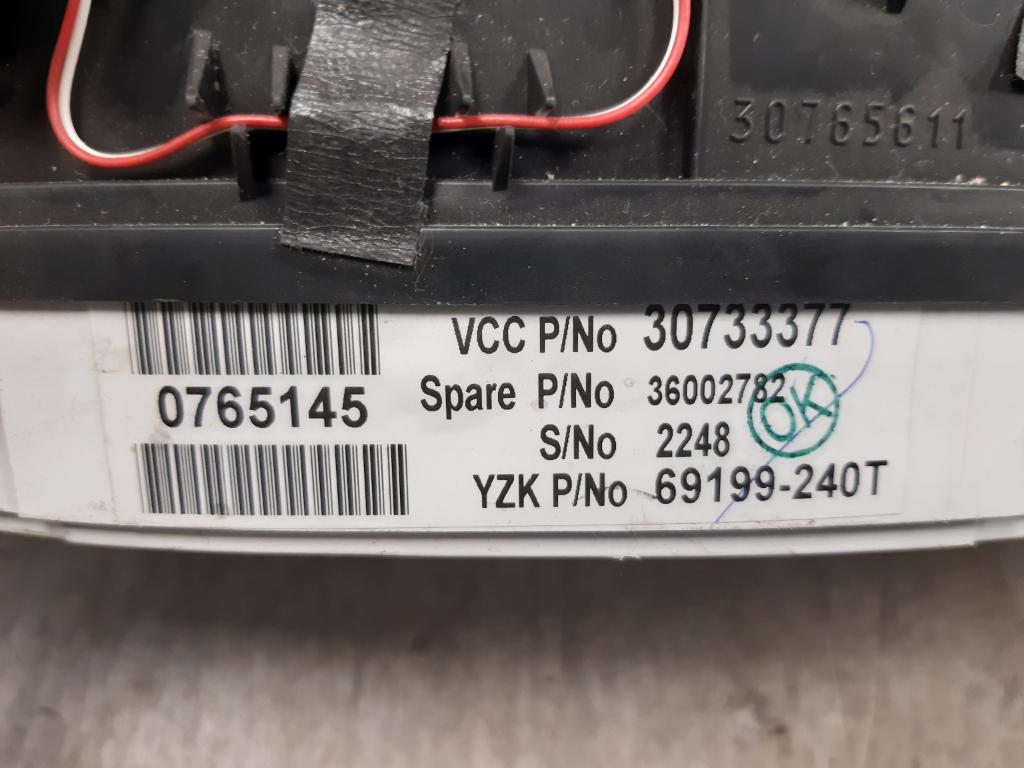 30765611
VCC P/No 30733377
0765145
Spare P/No 36002782
OK
S/No 2248
YZK P/No 69199-240T